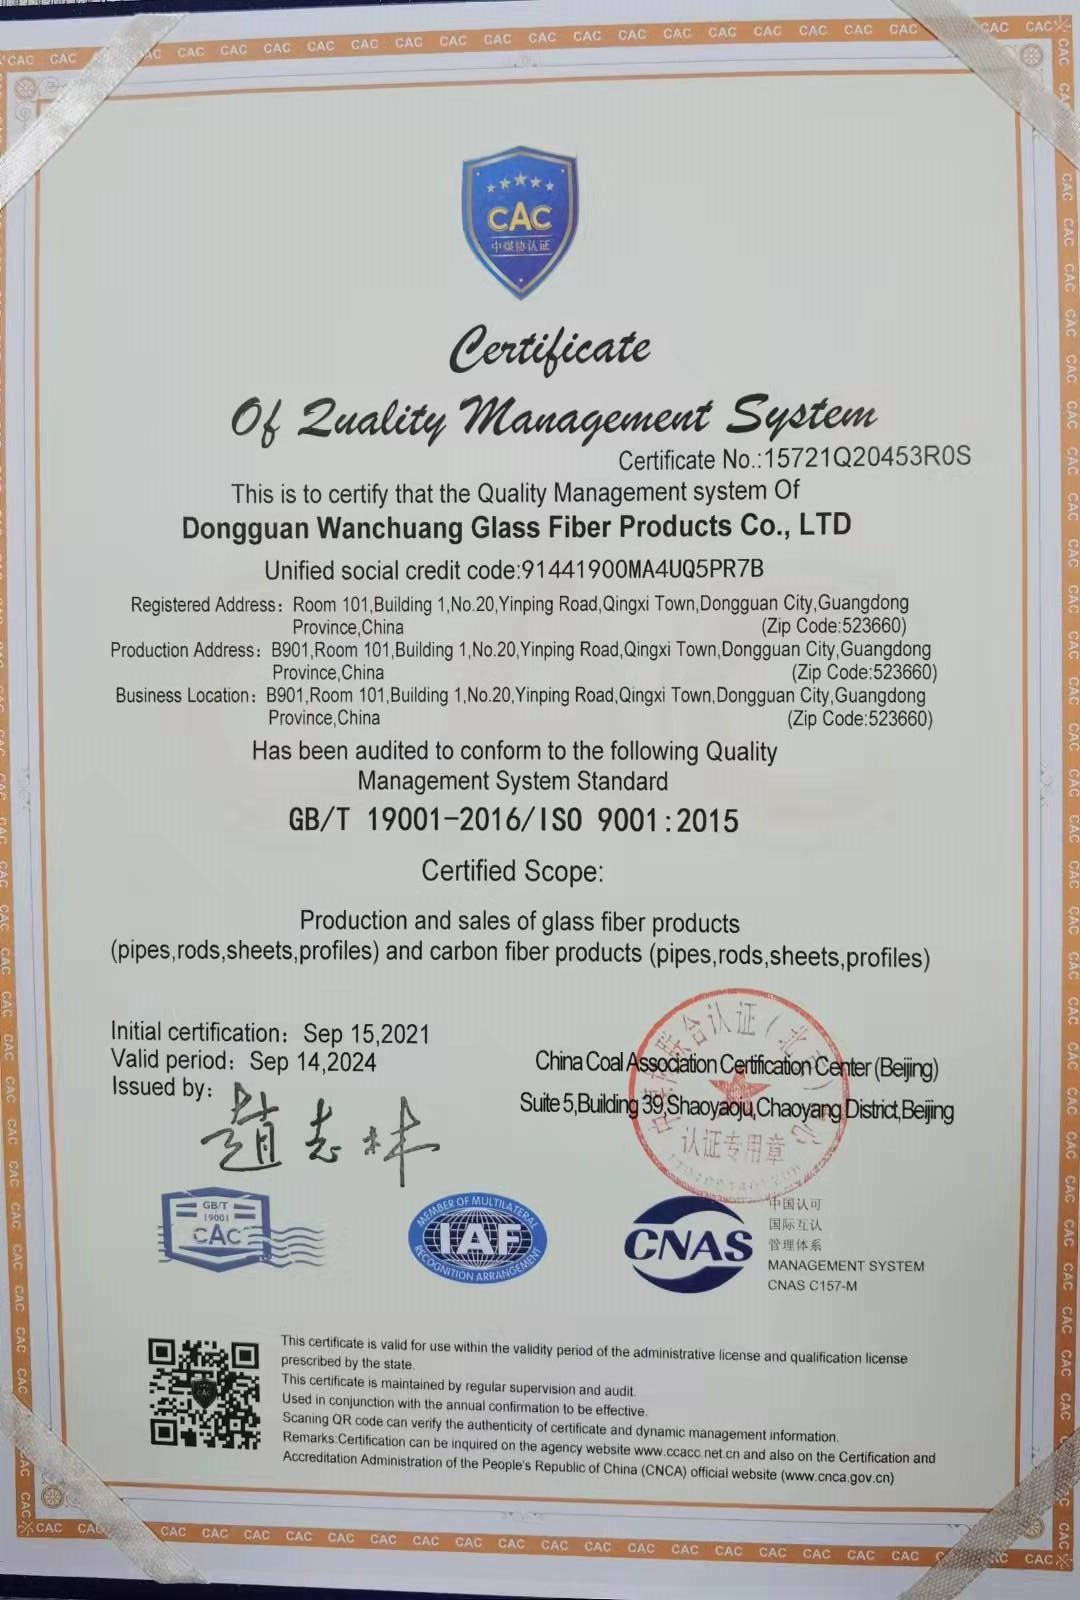 CAC
中煤协认证
Certificate
Of Quality Management System
Certificate No.:15721Q20453R0S
This is to certify that the Quality Management system Of
Dongguan Wanchuang Glass Fiber Products Co., LTD
Unified social credit code:91441900MA4UQ5PR7B
Registered Address: Room 101,Building 1,No.20,Yinping Road,Qingxi Town,Dongguan City,Guangdong
Province,China (Zip Code:523660)
Production Address: B901,Room 101,Building 1,No.20,Yinping Road,Qingxi Town,Dongguan City,Guangdong
Province,China (Zip Code:523660)
Business Location: B901,Room 101,Building 1,No.20,Yinping Road,Qingxi Town,Dongguan City,Guangdong
Province,China (Zip Code:523660)
Has been audited to conform to the following Quality
Management System Standard
GB/T 19001-2016/ISO 9001:2015
Certified Scope:
Production and sales of glass fiber products
(pipes,rods,sheets,profiles) and carbon fiber products (pipes,rods,sheets,profiles)
Initial certification: Sep 15,2021
Valid period: Sep 14,2024
Issued by:
China Coal Association Certification Center (Beijing)
Suite 5,Building 39,Shaoyaoju,Chaoyang District,Beijing
联合认证(北
认证专用章
GB/T
19001
CAC
MEMBER OF MULTILATERAL
IAF
RECOGNITION ARRANGEMENT
CNAS
中国认可
国际互认
管理体系
MANAGEMENT SYSTEM
CNAS C157-M
This certificate is valid for use within the validity period of the administrative license and qualification license
prescribed by the state.
This certificate is maintained by regular supervision and audit.
Used in conjunction with the annual confirmation to be effective.
Scaning QR code can verify the authenticity of certificate and dynamic management information.
Remarks:Certification can be inquired on the agency website www.ccacc.net.cn and also on the Certification and
Accreditation Administration of the People's Republic of China (CNCA) official website (www.cnca.gov.cn)